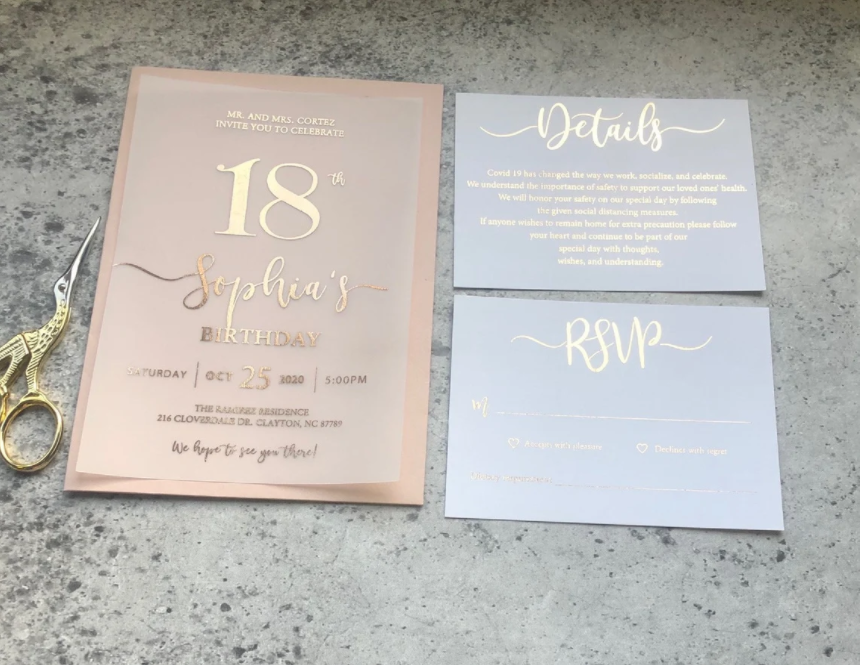 MR. AND MRS. CORTEZ
INVITE YOU TO CELEBRATE
18th
Sophia's
BIRTHDAY
SATURDAY | OCT 25 2020 | 5:00PM
THE RAMIREZ RESIDENCE
216 CLOVERDALE DR. CLAYTON, NC 87789
We hope to see you there!
Details
Covid 19 has changed the way we work, socialize, and celebrate.
We understand the importance of safety to support our loved ones' health.
We will honor your safety on our special day by following
the given social distancing measures.
If anyone wishes to remain home for extra precaution please follow
your heart and continue to be part of our
special day with thoughts,
wishes, and understanding.
RSVP
M
Accepts with pleasure
Declines with regret